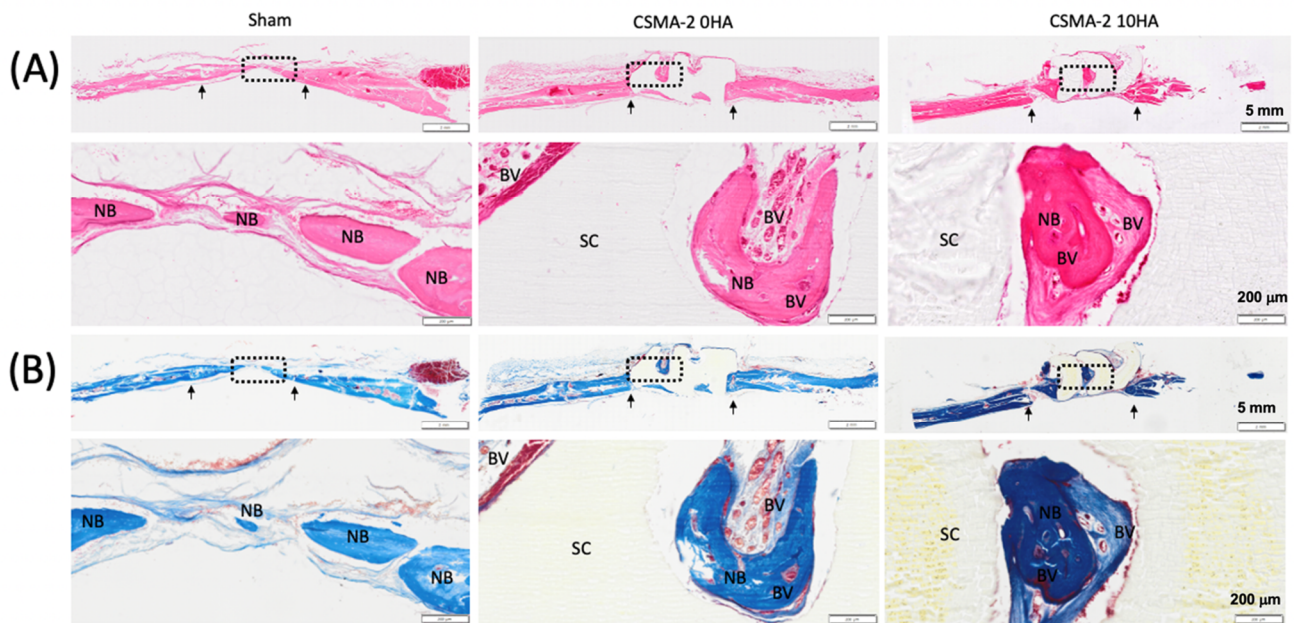 Sham CSMA-2 0HA CSMA-2 10HA
(A)
5 mm
BV
NB NB NB NB
SC BV NB BV
SC NB BV BV
200 µm
(B)
5 mm
BV
NB NB NB NB
SC BV NB BV
SC NB BV BV
200 µm